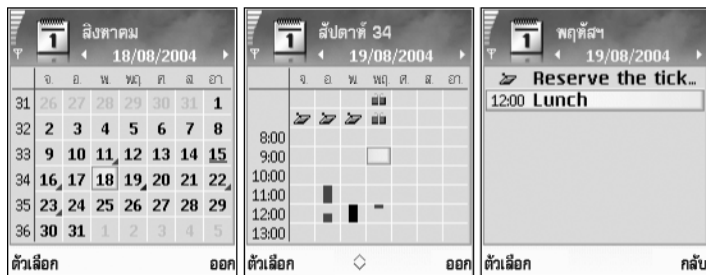 1 สิงหาคม
18/08/2004
จ. อ. พ. พฤ ศ. ส. อา.
31 26 27 28 29 30 31 1
32 2 3 4 5 6 7 8
33 9 10 11 12 13 14 15
34 16 17 18 19 20 21 22
35 23 24 25 26 27 28 29
36 30 31 1 2 3 4 5
ตัวเลือก ออก
1 สัปดาห์ 34
19/08/2004
จ. อ. พ. พฤ. ศ. ส. อา.
8:00
9:00
10:00
11:00
12:00
13:00
ตัวเลือก ออก
1 พฤหัสฯ
19/08/2004
Reserve the tick...
12:00 Lunch
ตัวเลือก กลับ